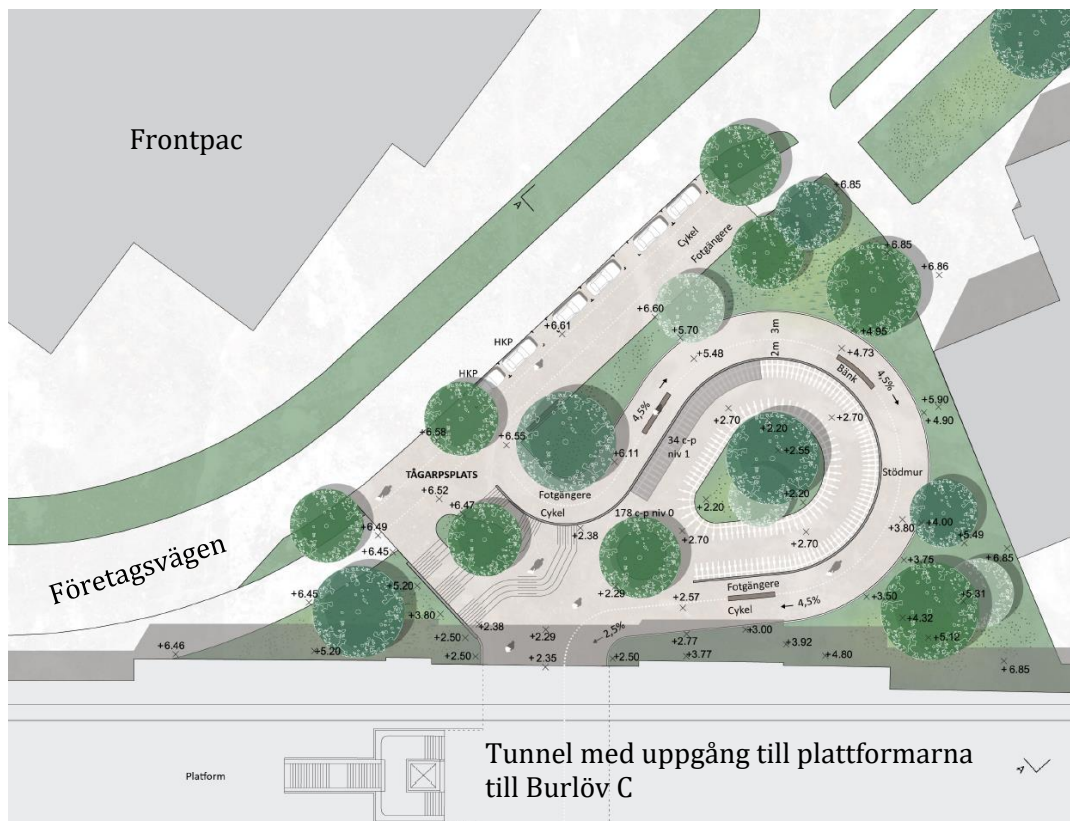 Frontpac
A
+6.85
Cykel
Fotgängere
+6.85
+6.86
+6.60
+6.61
+5.70
3m
2m
+4.95
HKP
+5.48
+4.73
Bänk
4,5%
HKP
4,5%
+5.90
+2.70
+2.70
+4.90
+2.20
+6.58
+6.55
+6.11
34 c-p
niv 1
+2.55
TÅGARPSPLATS
Stödmur
+6.52
Fotgängere
+2.20
+6.47
Cykel
178 c-p niv 0
+2.20
+6.49
+2.38
+2.70
+2.70
+3.80
+4.00
+5.49
+6.45
+3.75
+6.85
Företagsvägen
+5.20
Fotgängere
+6.45
+2.29
+2.57
Cykel
4,5%
+3.50
+5.31
+3.80
+4.32
+2.38
+2.50
+2.29
2,5%
+2.77
+3.00
+5.12
+3.92
+6.46
+5.20
+2.50
+2.35
+2.50
+3.77
+4.80
+6.85
Tunnel med uppgång till plattformarna
till Burlöv C
Platform
A